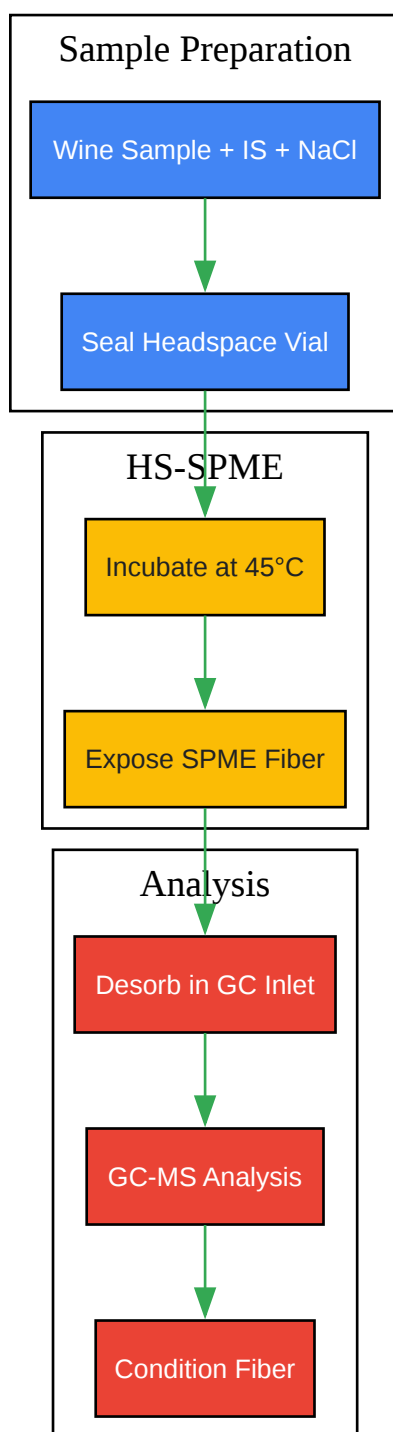 Sample Preparation
Wine Sample + IS + NaCl
Seal Headspace Vial
HS-SPME
Incubate at 45°C
Expose SPME Fiber
Analysis
Desorb in GC Inlet
GC-MS Analysis
Condition Fiber